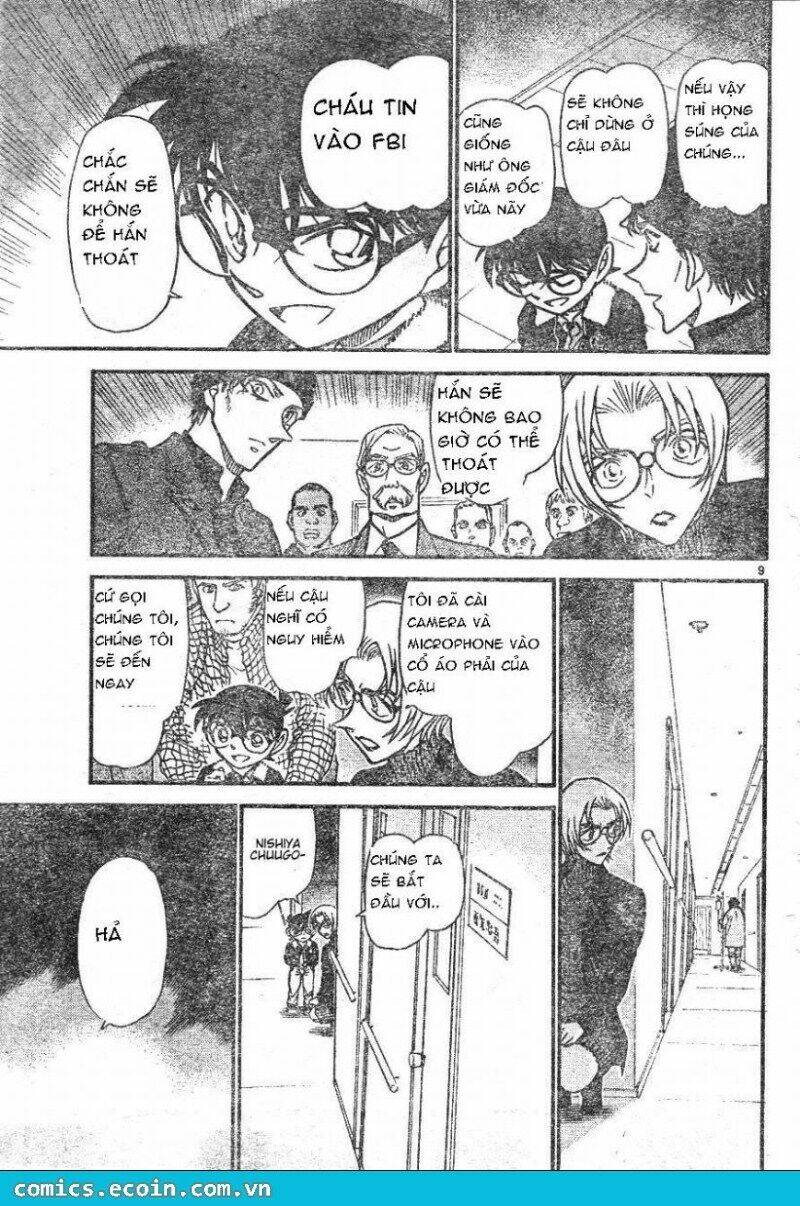 NẾU VẬY
THÌ HỌNG
SÚNG CỦA
CHÚNG...
SẼ KHÔNG
CHỈ DỪNG Ở
CẬU ĐÂU
CŨNG
GIỐNG
NHƯ ÔNG
GIÁM ĐỐC
VỪA NÃY
CHÁU TIN
VÀO FBI
CHẮC
CHẮN SẼ
KHÔNG
ĐỂ HẮN
THOÁT
HẮN SẼ
KHÔNG BAO
GIỜ CÓ THỂ
THOÁT
ĐƯỢC
9
TÔI ĐÃ CÀI
CAMERA VÀ
MICROPHONE VÀO
CỔ ÁO PHẢI CỦA
CẬU
NẾU CẬU
NGHĨ CÓ
NGUY HIỂM
CỨ GỌI
CHÚNG TÔI,
CHÚNG TÔI
SẼ ĐẾN
NGAY
CHÚNG TA
SẼ BẮT
ĐẦU VỚI..
NISHIYA
CHUUGO-
HẢ
comics.ecoin.com.vn